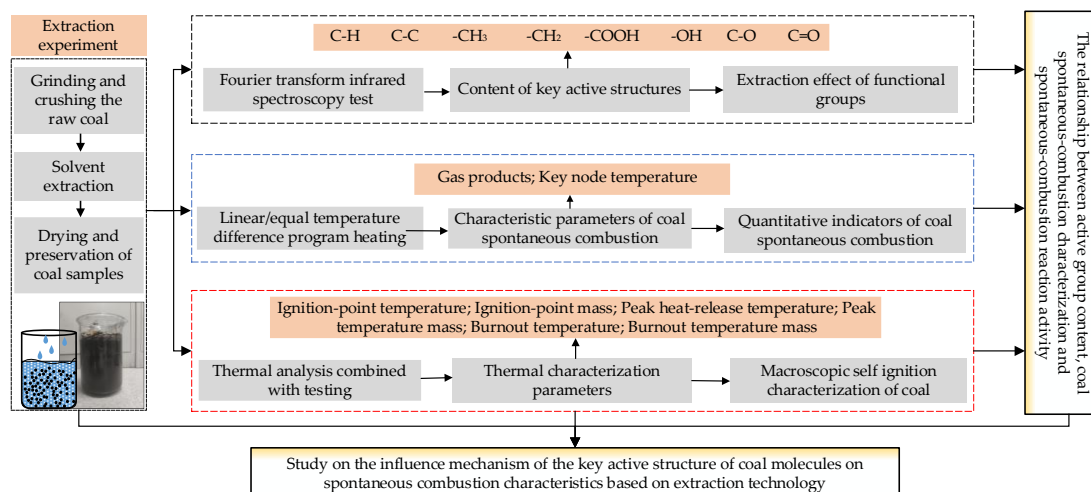 Extraction
experiment
Grinding and
crushing the
raw coal
Solvent
extraction
Drying and
preservation of
coal samples
C-H C-C -CH₃ -CH₂ -COOH -OH C-O C=O
Fourier transform infrared
spectroscopy test
Content of key active structures
Extraction effect of functional
groups
Gas products; Key node temperature
Linear/equal temperature
difference program heating
Characteristic parameters of coal
spontaneous combustion
Quantitative indicators of coal
spontaneous combustion
Ignition-point temperature; Ignition-point mass; Peak heat-release temperature; Peak
temperature mass; Burnout temperature; Burnout temperature mass
Thermal analysis combined
with testing
Thermal characterization
parameters
Macroscopic self ignition
characterization of coal
The relationship between active group content, coal
spontaneous-combustion characterization and
spontaneous-combustion reaction activity
Study on the influence mechanism of the key active structure of coal molecules on
spontaneous combustion characteristics based on extraction technology